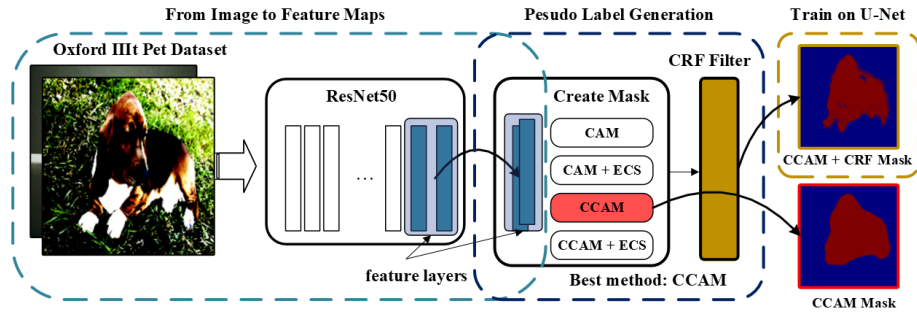 From Image to Feature Maps
Pesudo Label Generation
Train on U-Net
Oxford IIIt Pet Dataset
ResNet50
...
feature layers
Create Mask
CAM
CAM + ECS
CCAM
CCAM + ECS
Best method: CCAM
CRF Filter
CCAM + CRF Mask
CCAM Mask